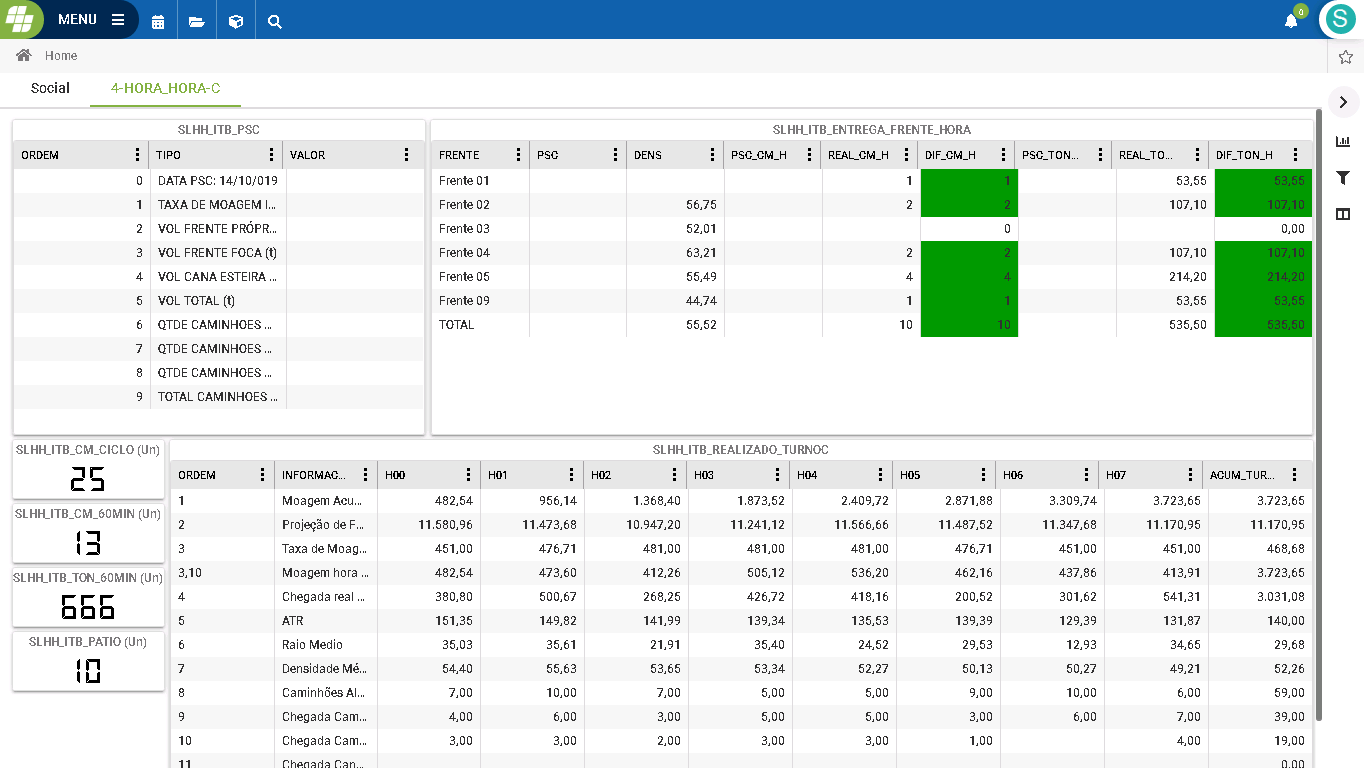 MENU
0
S
Home
Social 4-HORA_HORA-C
SLHH_ITB_PSC
ORDEM TIPO VALOR
0 DATA PSC: 14/10/019
1 TAXA DE MOAGEM I...
2 VOL FRENTE PRÓPR...
3 VOL FRENTE FOCA (t)
4 VOL CANA ESTEIRA ...
5 VOL TOTAL (t)
6 QTDE CAMINHOES ...
7 QTDE CAMINHOES ...
8 QTDE CAMINHOES ...
9 TOTAL CAMINHOES ...
SLHH_ITB_ENTREGA_FRENTE_HORA
FRENTE PSC DENS PSC_CM_H REAL_CM_H DIF_CM_H PSC_TON... REAL_TO... DIF_TON_H
Frente 01 1 1 53,55 53,55
Frente 02 56,75 2 2 107,10 107,10
Frente 03 52,01 0 0,00
Frente 04 63,21 2 2 107,10 107,10
Frente 05 55,49 4 4 214,20 214,20
Frente 09 44,74 1 1 53,55 53,55
TOTAL 55,52 10 10 535,50 535,50
SLHH_ITB_CM_CICLO (Un)
25
SLHH_ITB_CM_60MIN (Un)
13
SLHH_ITB_TON_60MIN (Un)
666
SLHH_ITB_PATIO (Un)
10
SLHH_ITB_REALIZADO_TURNOC
ORDEM INFORMAC... H00 H01 H02 H03 H04 H05 H06 H07 ACUM_TUR...
1 Moagem Acu... 482,54 956,14 1.368,40 1.873,52 2.409,72 2.871,88 3.309,74 3.723,65 3.723,65
2 Projeção de F... 11.580,96 11.473,68 10.947,20 11.241,12 11.566,66 11.487,52 11.347,68 11.170,95 11.170,95
3 Taxa de Moag... 451,00 476,71 481,00 481,00 481,00 476,71 451,00 451,00 468,68
3,10 Moagem hora ... 482,54 473,60 412,26 505,12 536,20 462,16 437,86 413,91 3.723,65
4 Chegada real ... 380,80 500,67 268,25 426,72 418,16 200,52 301,62 541,31 3.031,08
5 ATR 151,35 149,82 141,99 139,34 135,53 139,39 129,39 131,87 140,00
6 Raio Medio 35,03 35,61 21,91 35,40 24,52 29,53 12,93 34,65 29,68
7 Densidade Mé... 54,40 55,63 53,65 53,34 52,27 50,13 50,27 49,21 52,26
8 Caminhões Al... 7,00 10,00 7,00 5,00 5,00 9,00 10,00 6,00 59,00
9 Chegada Cam... 4,00 6,00 3,00 5,00 5,00 3,00 6,00 7,00 39,00
10 Chegada Cam... 3,00 3,00 2,00 3,00 3,00 1,00 4,00 19,00
11 Chegada Can... 0,00